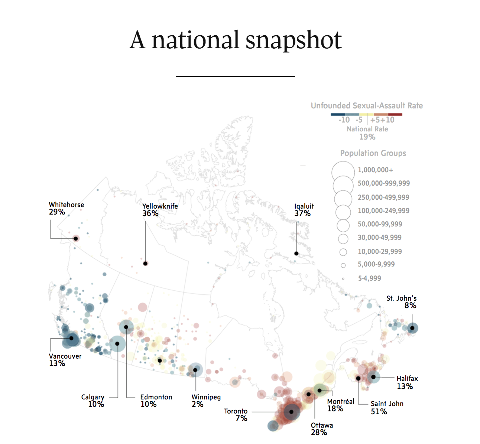 A national snapshot
Unfounded Sexual-Assault Rate
-10 -5 +5 +10
National Rate
19%
Population Groups
1,000,000+
500,000-999,999
250,000-499,999
100,000-249,999
50,000-99,999
30,000-49,999
10,000-29,999
5,000-9,999
5-4,999
Whitehorse
29%
Yellowknife
36%
Iqaluit
37%
St. John's
8%
Vancouver
13%
Calgary
10%
Edmonton
10%
Winnipeg
2%
Toronto
7%
Ottawa
28%
Montréal
18%
Saint John
51%
Halifax
13%